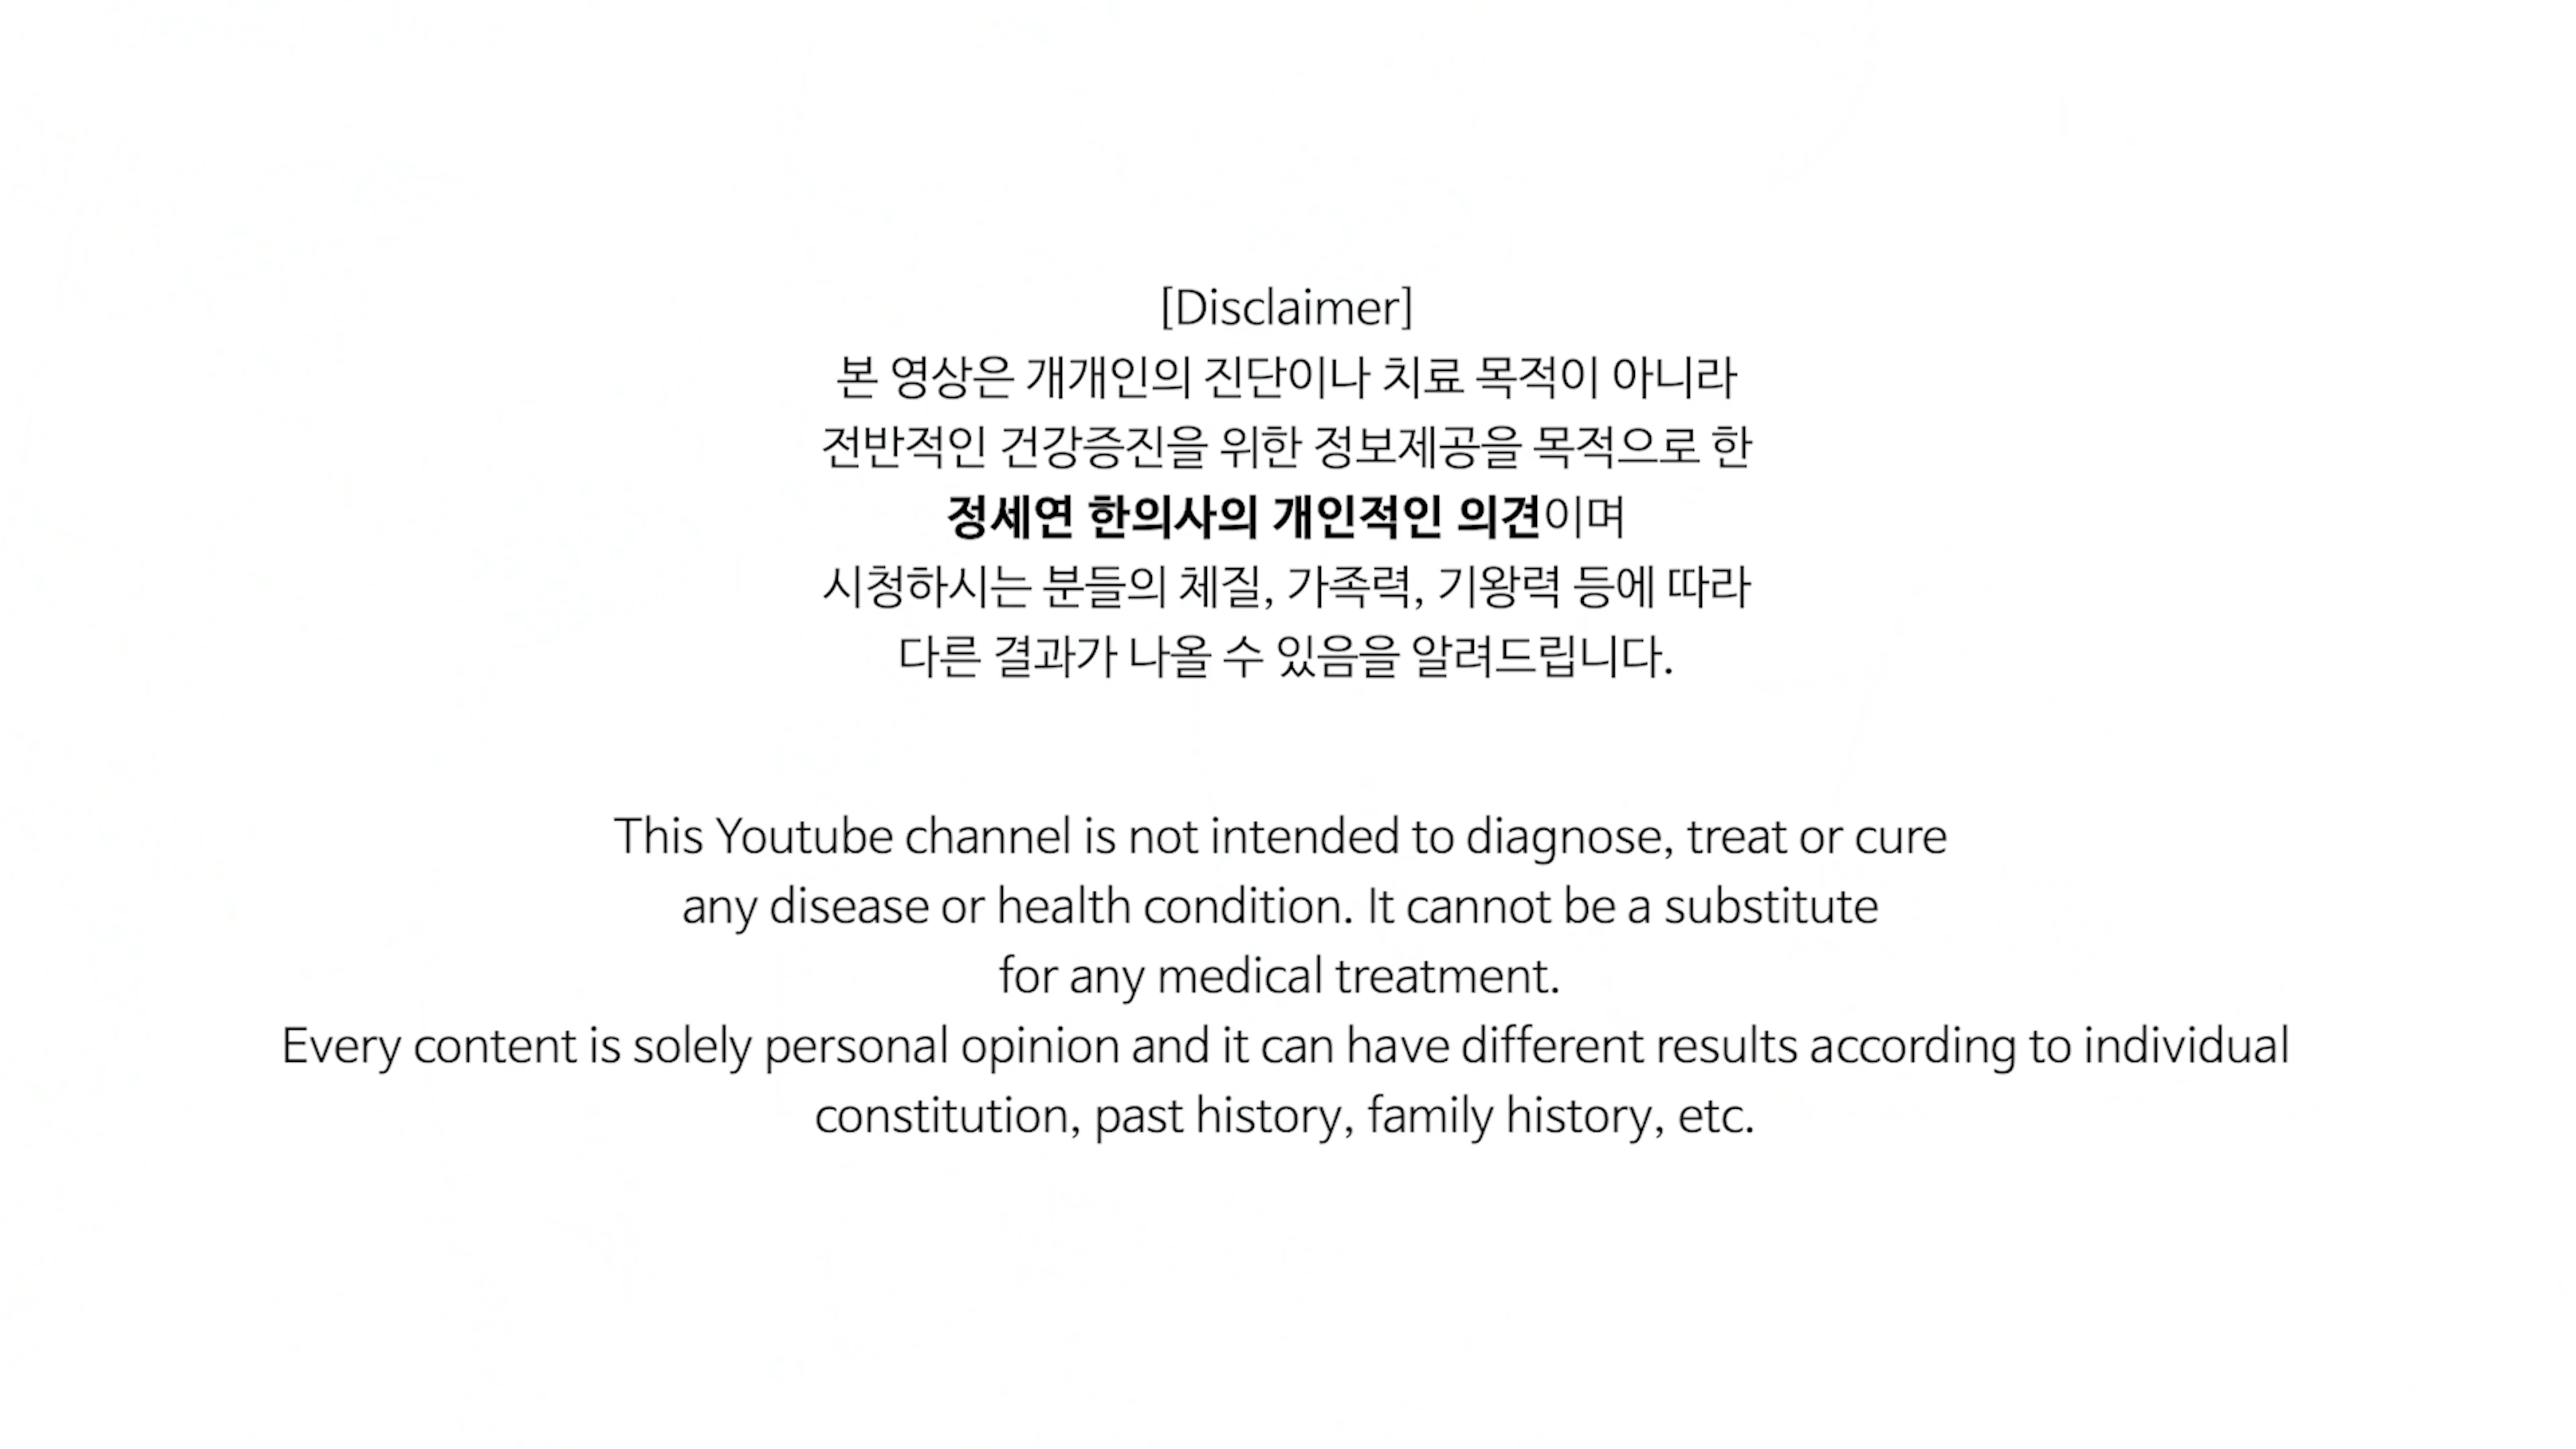 [Disclaimer]
본 영상은 개개인의 진단이나 치료 목적이 아니라
전반적인 건강증진을 위한 정보제공을 목적으로 한
정세연 한의사의 개인적인 의견이며
시청하시는 분들의 체질, 가족력, 기왕력 등에 따라
다른 결과가 나올 수 있음을 알려드립니다.
This Youtube channel is not intended to diagnose, treat or cure
any disease or health condition. It cannot be a substitute
for any medical treatment.
Every content is solely personal opinion and it can have different results according to individual
constitution, past history, family history, etc.